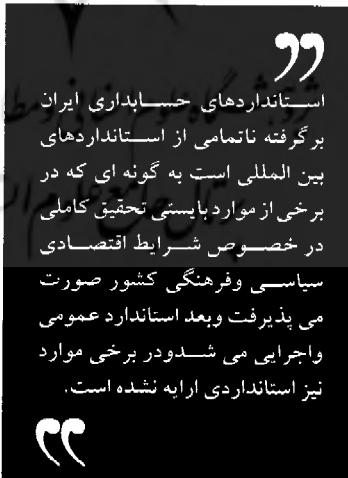 استانداردهای حسابداری ایران
برگرفته ناتمامی از استانداردهای
بین المللی است به گونه ای که در
برخی از موارد بایستی تحقیق کاملی
در خصوص شرایط اقتصادی
سیاسی وفرهنگی کشور صورت
می پذیرفت وبعد استاندارد عمومی
واجرایی می شدودر برخی موارد
نیز استانداردی ارایه نشده است.